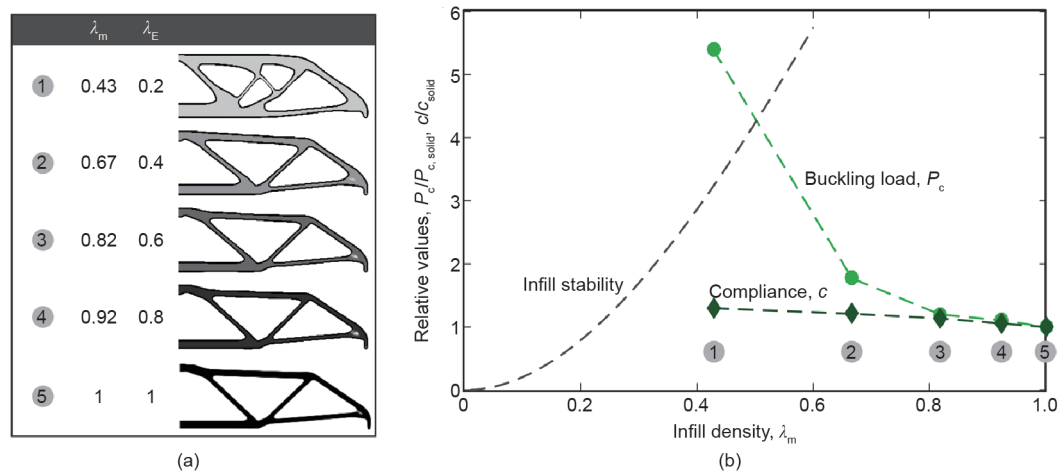 λm λE
1 0.43 0.2
2 0.67 0.4
3 0.82 0.6
4 0.92 0.8
5 1 1
(a)
Relative values, Pc/Pc, solid, c/csolid
6
5
4
3
2
1
0
Buckling load, Pc
Infill stability
Compliance, c
1 2 3 4 5
0 0.2 0.4 0.6 0.8 1.0
Infill density, λm
(b)